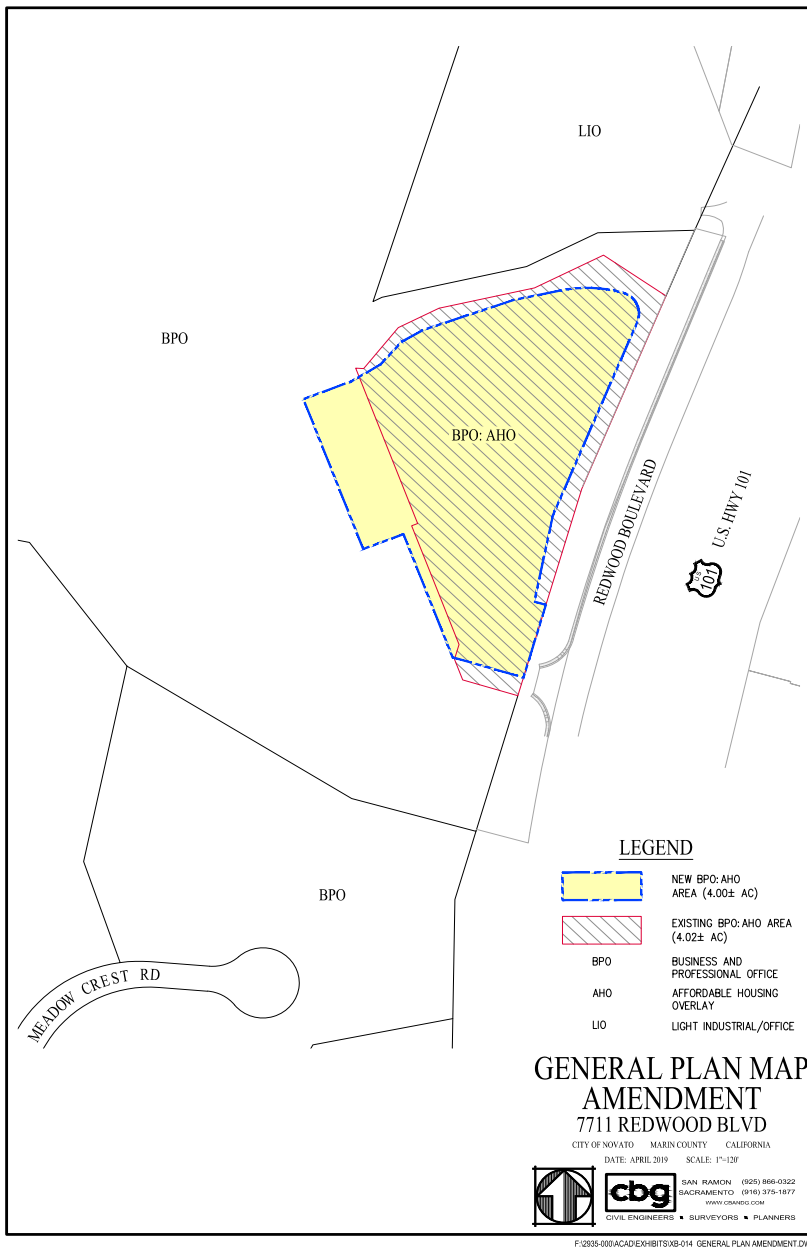 LIO
BPO
BPO: AHO
REDWOOD BOULEVARD
U.S. HWY 101
US
101
BPO
MEADOW CREST RD
LEGEND
NEW BPO: AHO
AREA (4.00± AC)
EXISTING BPO: AHO AREA
(4.02± AC)
BPO BUSINESS AND
PROFESSIONAL OFFICE
AHO AFFORDABLE HOUSING
OVERLAY
LIO LIGHT INDUSTRIAL/OFFICE
GENERAL PLAN MAP
AMENDMENT
7711 REDWOOD BLVD
CITY OF NOVATO MARIN COUNTY CALIFORNIA
DATE: APRIL 2019 SCALE: 1"=120'
cbg
SAN RAMON (925) 866-0322
SACRAMENTO (916) 375-1877
WWW.CBANDG.COM
CIVIL ENGINEERS ▪ SURVEYORS ▪ PLANNERS
F:\2935-000\ACAD\EXHIBITS\XB-014 GENERAL PLAN AMENDMENT.D